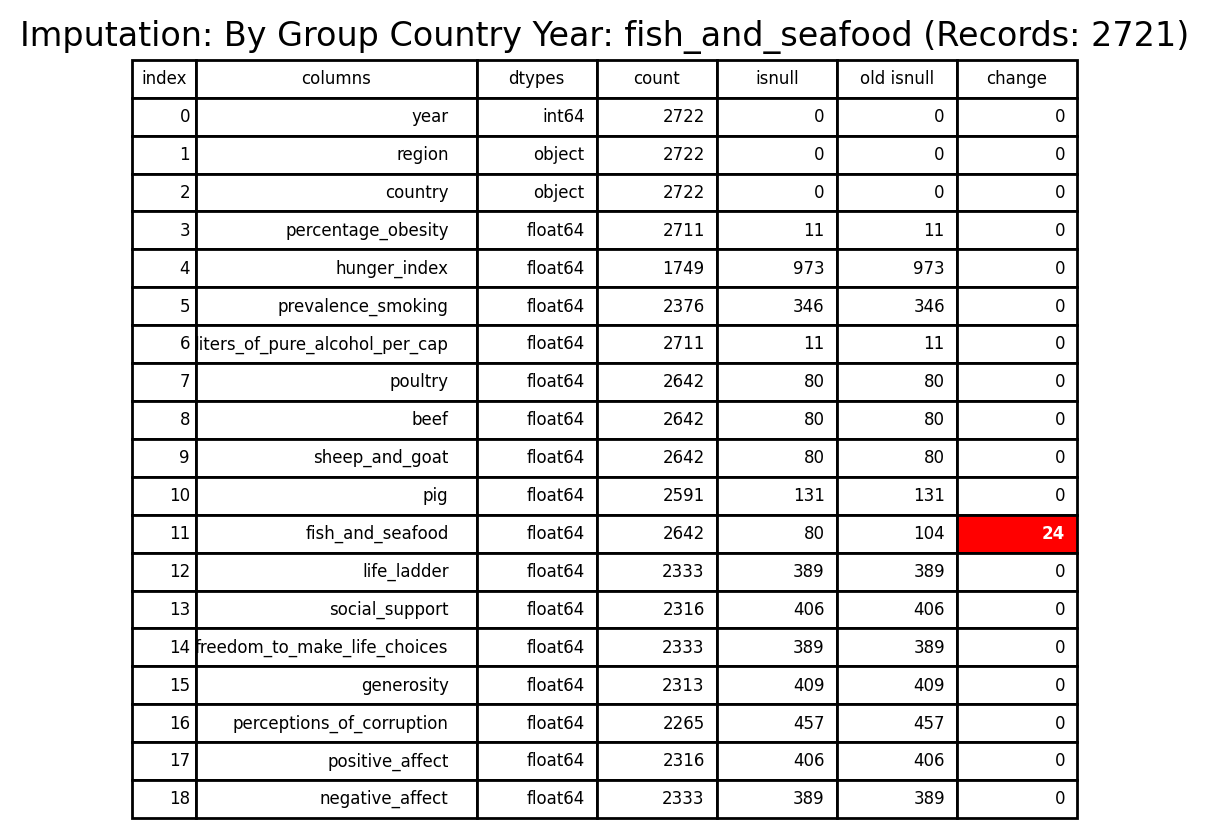 Imputation: By Group Country Year: fish_and_seafood (Records: 2721)
index columns dtypes count isnull old isnull change
0 year int64 2722 0 0 0
1 region object 2722 0 0 0
2 country object 2722 0 0 0
3 percentage_obesity float64 2711 11 11 0
4 hunger_index float64 1749 973 973 0
5 prevalence_smoking float64 2376 346 346 0
6 iters_of_pure_alcohol_per_cap float64 2711 11 11 0
7 poultry float64 2642 80 80 0
8 beef float64 2642 80 80 0
9 sheep_and_goat float64 2642 80 80 0
10 pig float64 2591 131 131 0
11 fish_and_seafood float64 2642 80 104 24
12 life_ladder float64 2333 389 389 0
13 social_support float64 2316 406 406 0
14 freedom_to_make_life_choices float64 2333 389 389 0
15 generosity float64 2313 409 409 0
16 perceptions_of_corruption float64 2265 457 457 0
17 positive_affect float64 2316 406 406 0
18 negative_affect float64 2333 389 389 0